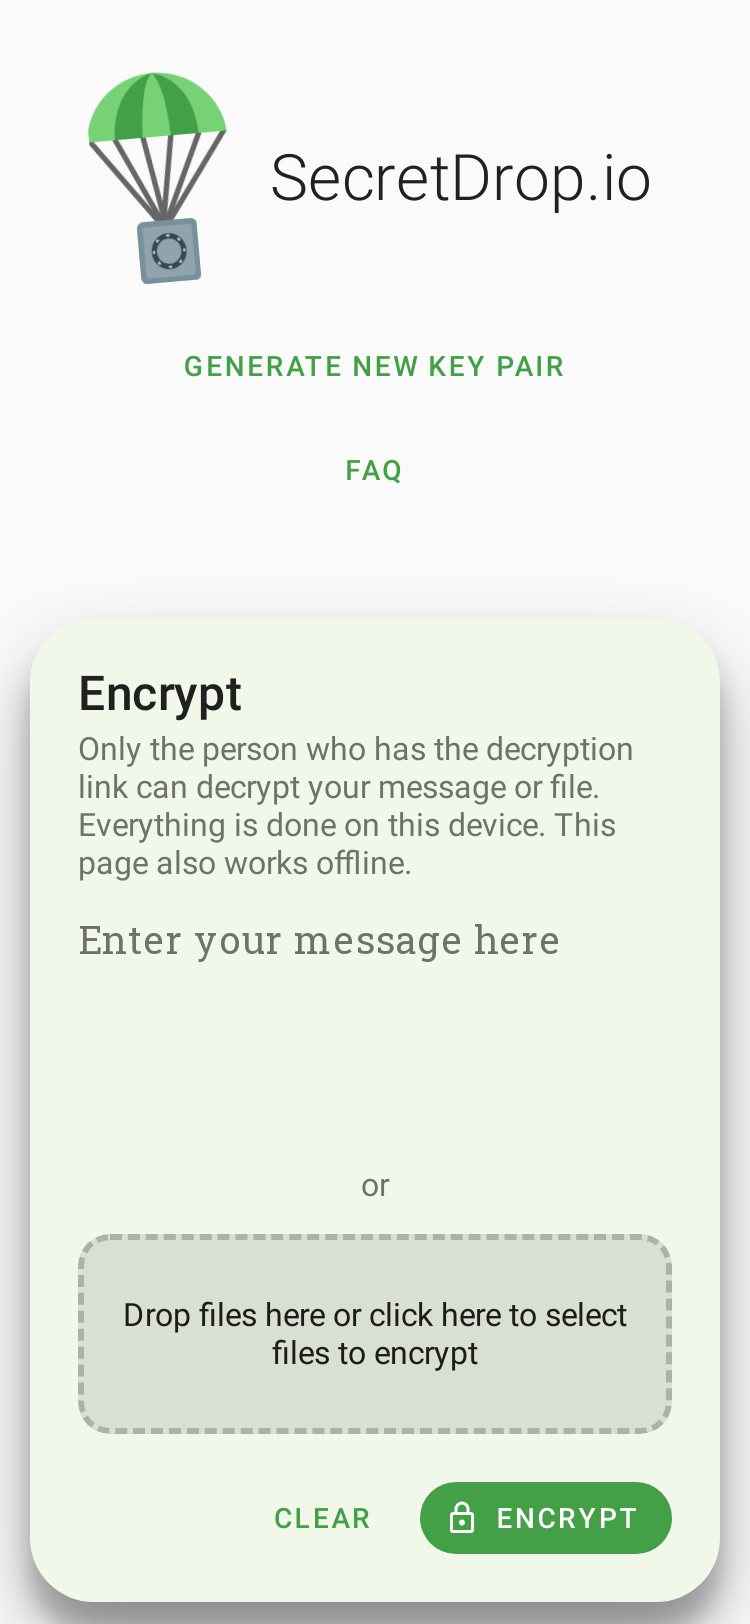 SecretDrop.io
GENERATE NEW KEY PAIR
FAQ
Encrypt
Only the person who has the decryption
link can decrypt your message or file.
Everything is done on this device. This
page also works offline.
Enter your message here
or
Drop files here or click here to select
files to encrypt
CLEAR
ENCRYPT